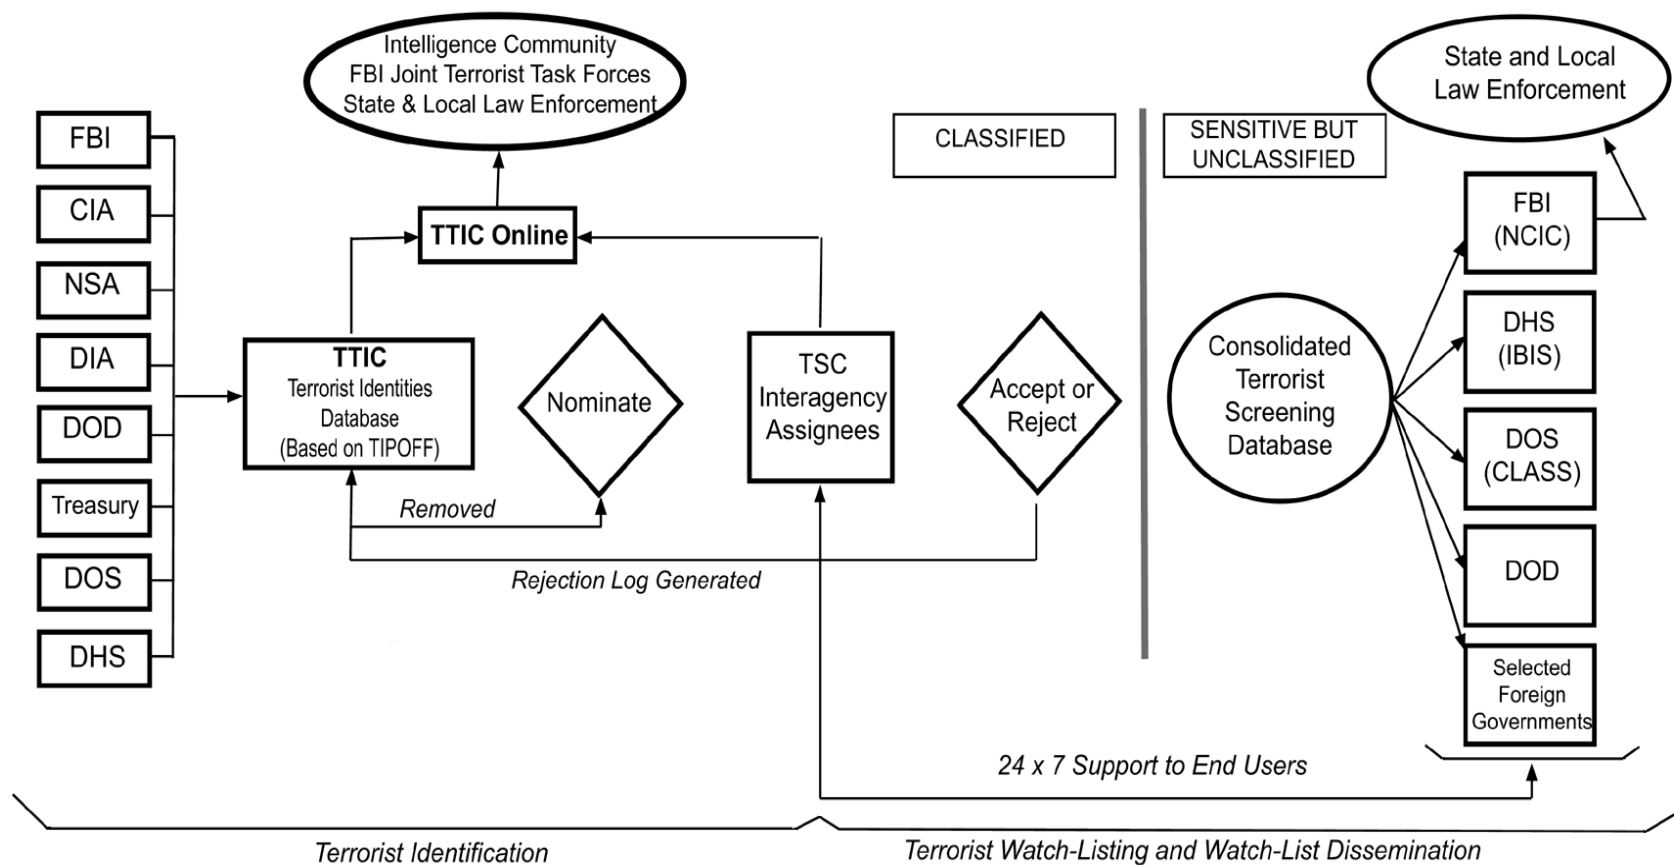 Intelligence Community
FBI Joint Terrorist Task Forces
State & Local Law Enforcement
State and Local
Law Enforcement
CLASSIFIED
SENSITIVE BUT
UNCLASSIFIED
FBI
CIA
NSA
DIA
DOD
Treasury
DOS
DHS
TTIC Online
TTIC
Terrorist Identities
Database
(Based on TIPOFF)
Nominate
TSC
Interagency
Assignees
Accept or
Reject
Consolidated
Terrorist
Screening
Database
FBI
(NCIC)
DHS
(IBIS)
DOS
(CLASS)
DOD
Selected
Foreign
Governments
Removed
Rejection Log Generated
24 x 7 Support to End Users
Terrorist Identification
Terrorist Watch-Listing and Watch-List Dissemination